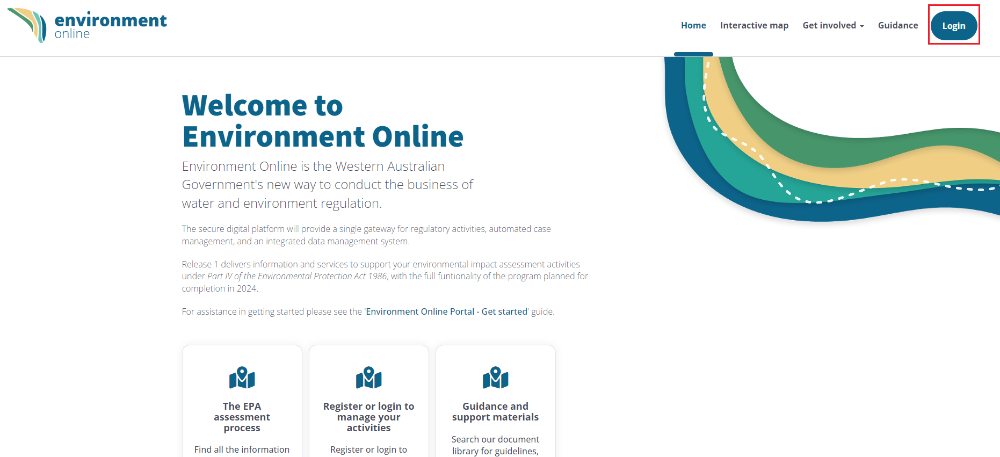 environment
online
Home Interactive map Get involved Guidance Login
Welcome to
Environment Online
Environment Online is the Western Australian
Government's new way to conduct the business of
water and environment regulation.
The secure digital platform will provide a single gateway for regulatory activities, automated case
management, and an integrated data management system.
Release 1 delivers information and services to support your environmental impact assessment activities
under Part IV of the Environmental Protection Act 1986, with the full funtionality of the program planned for
completion in 2024.
For assistance in getting started please see the 'Environment Online Portal - Get started' guide.
The EPA
assessment
process
Find all the information
Register or login to
manage your
activities
Register or login to
Guidance and
support materials
Search our document
library for guidelines,